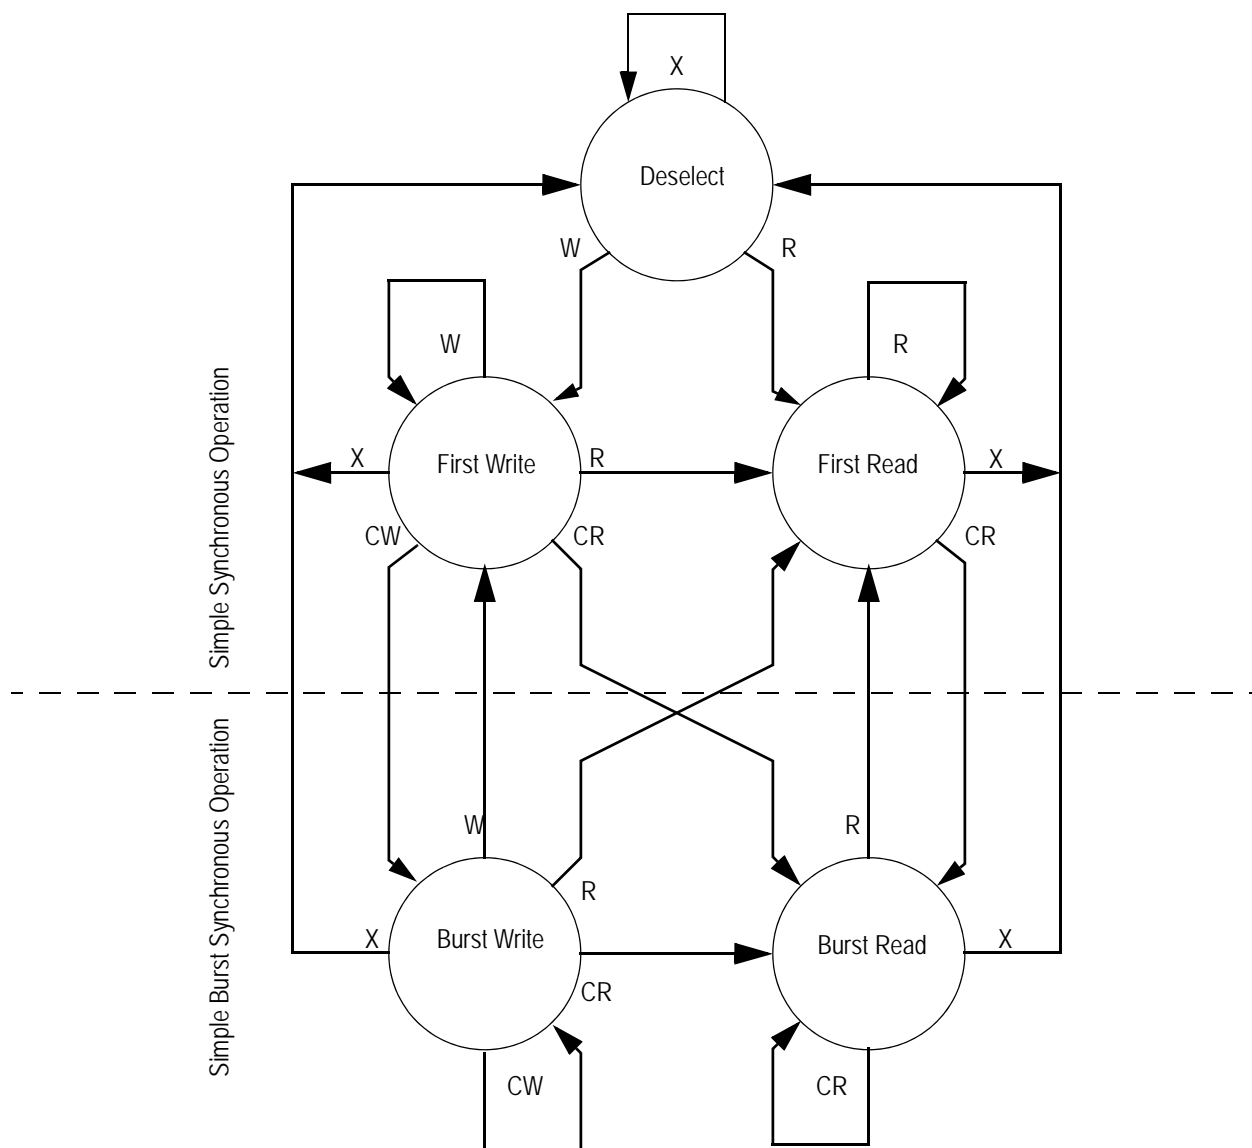 X
Deselect
W
R
W
R
X
First Write
R
First Read
X
CW
CR
CR
Simple Synchronous Operation
Simple Burst Synchronous Operation
W
R
R
X
Burst Write
Burst Read
X
CR
CW
CR